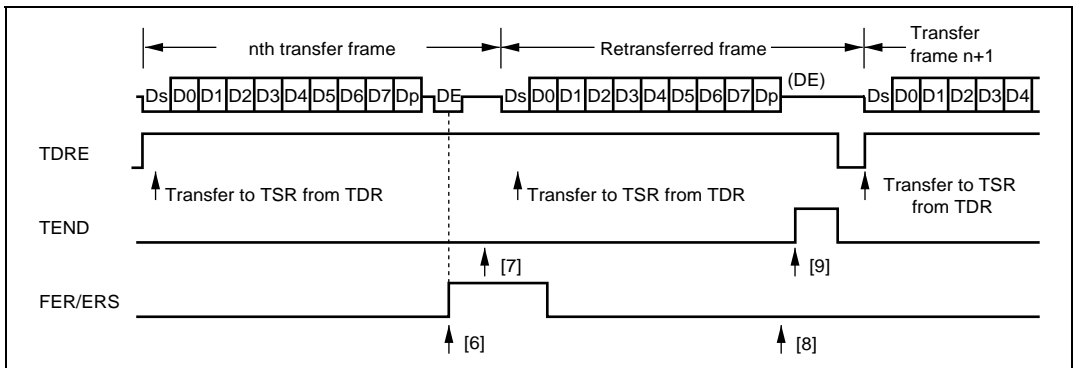 nth transfer frame
Retransferred frame
Transfer
frame n+1
Ds D0 D1 D2 D3 D4 D5 D6 D7 Dp DE
Ds D0 D1 D2 D3 D4 D5 D6 D7 Dp (DE)
Ds D0 D1 D2 D3 D4
TDRE
Transfer to TSR from TDR
Transfer to TSR from TDR
Transfer to TSR
from TDR
TEND
[7]
[9]
FER/ERS
[6]
[8]